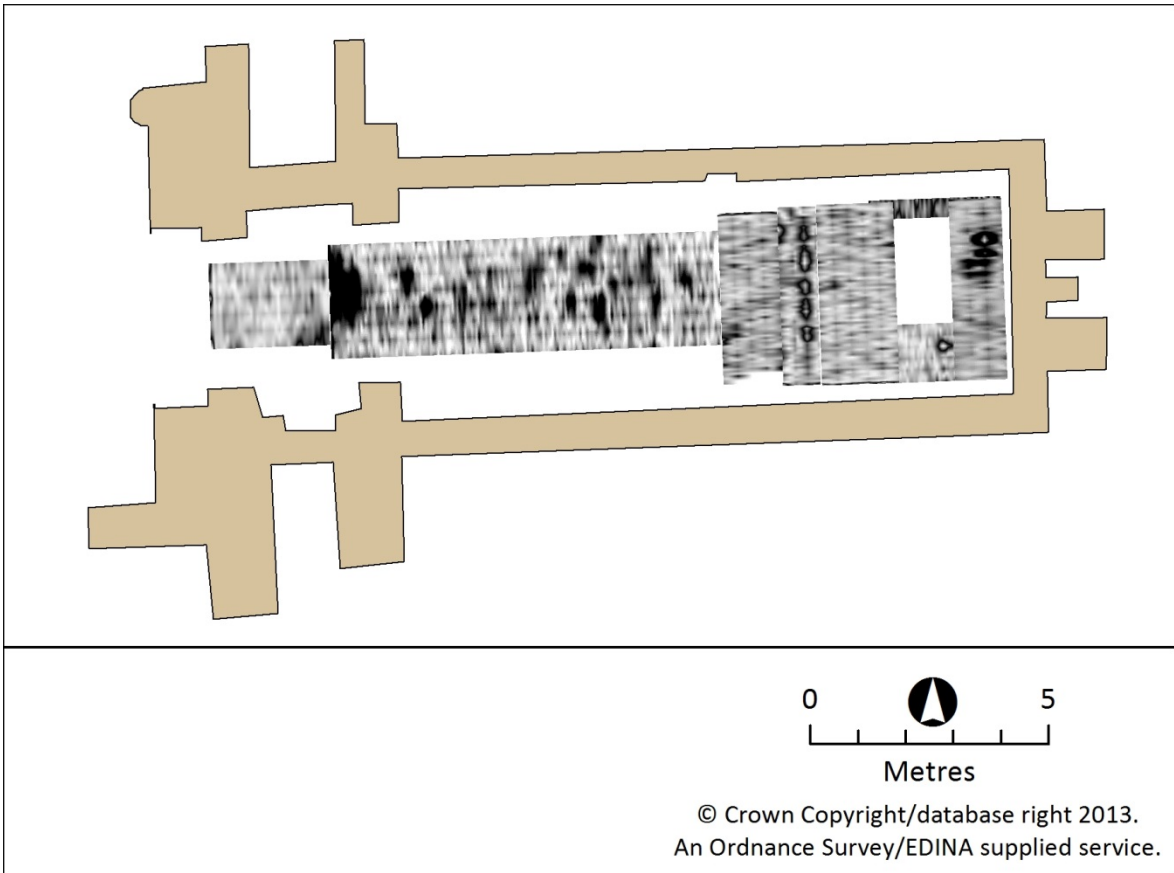 0 5
Metres
© Crown Copyright/database right 2013.
An Ordnance Survey/EDINA supplied service.